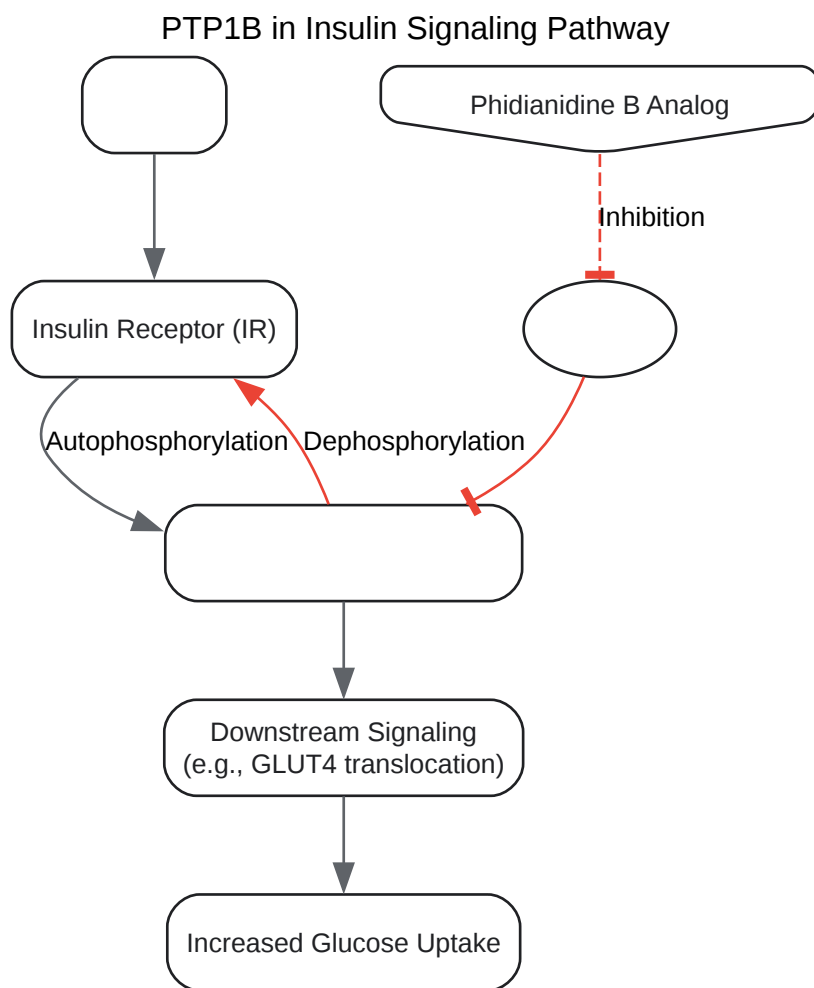 PTP1B in Insulin Signaling Pathway
Phidianidine B Analog
Inhibition
Insulin Receptor (IR)
Autophosphorylation
Dephosphorylation
Downstream Signaling
(e.g., GLUT4 translocation)
Increased Glucose Uptake